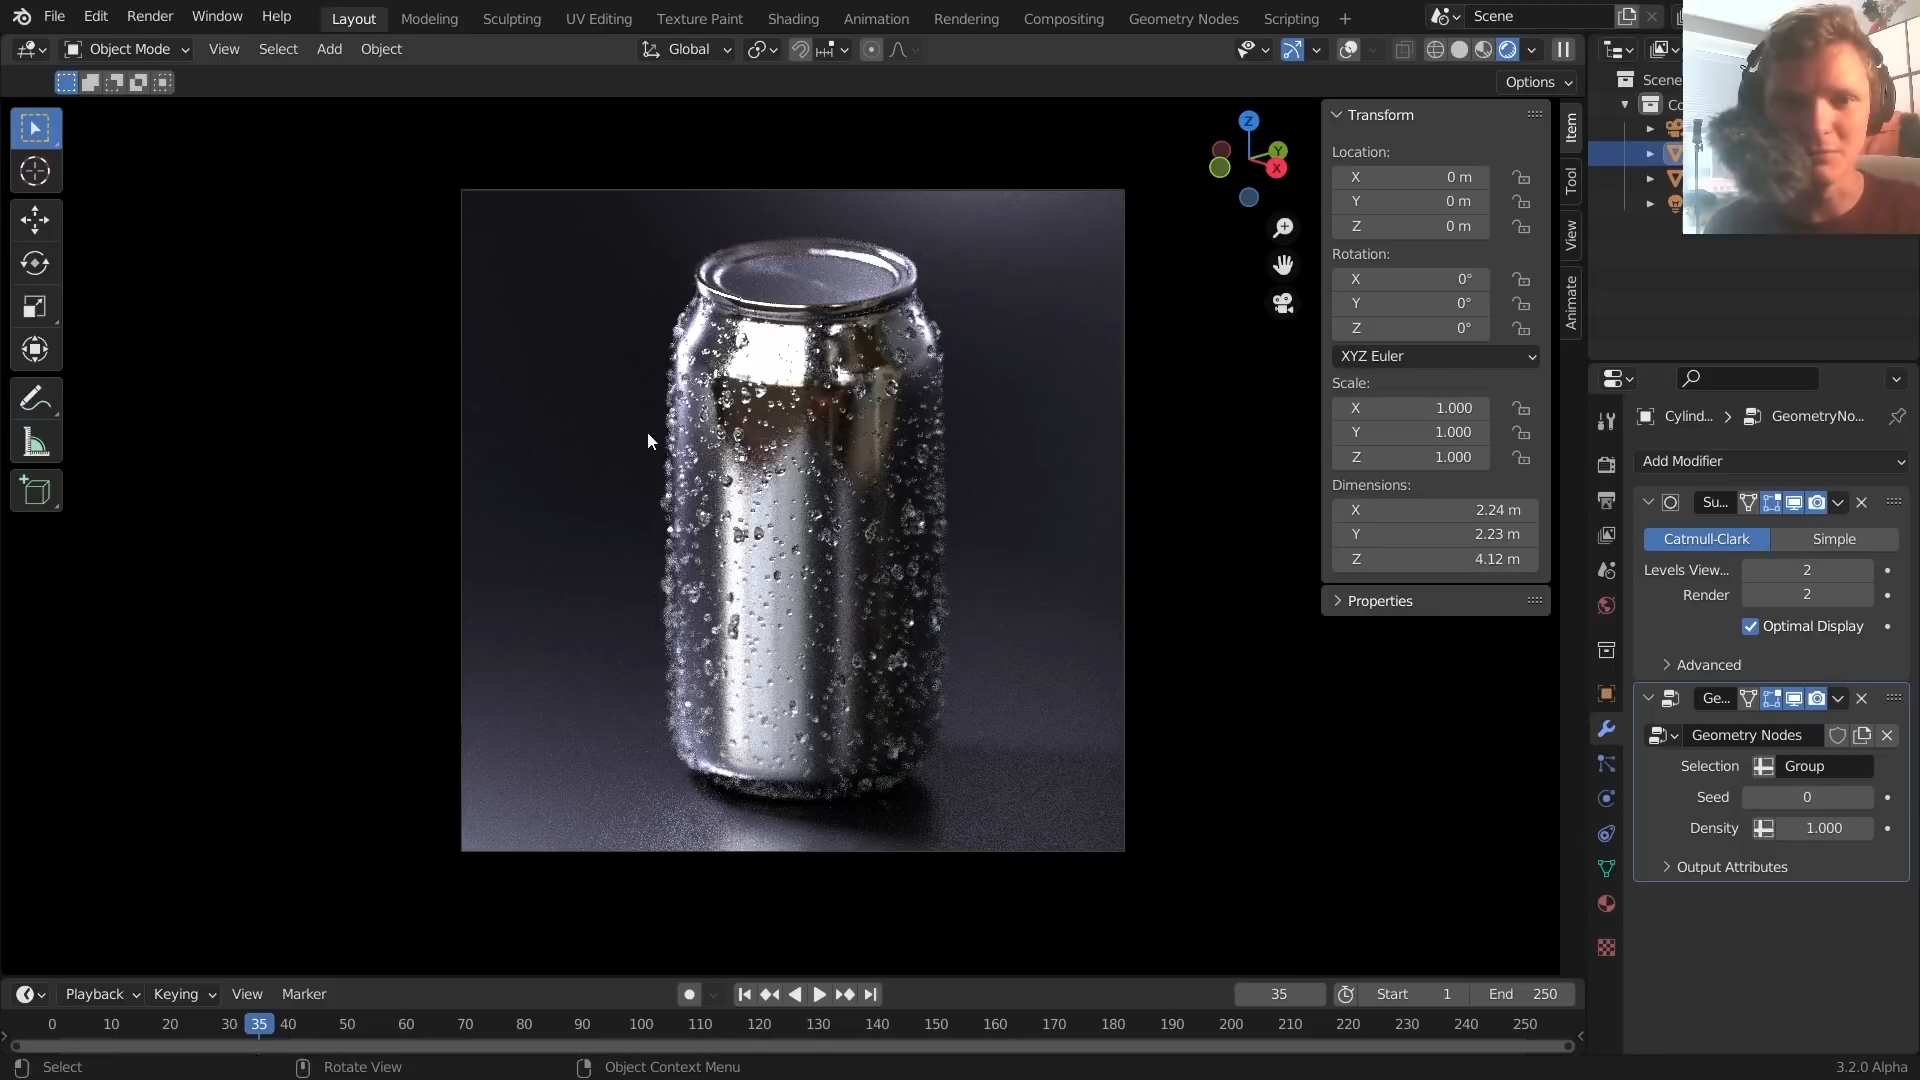 File Edit Render Window Help Layout Modeling Sculpting UV Editing Texture Paint Shading Animation Rendering Compositing Geometry Nodes Scripting + Scene
Object Mode View Select Add Object Global
Options
Transform
Location:
X 0 m
Y 0 m
Z 0 m
Rotation:
X 0°
Y 0°
Z 0°
XYZ Euler
Scale:
X 1.000
Y 1.000
Z 1.000
Dimensions:
X 2.24 m
Y 2.23 m
Z 4.12 m
Properties
Item
Tool
View
Animate
Z
Y
X
Scene
Co
Cylind... > GeometryNo...
Add Modifier
Su...
Catmull-Clark Simple
Levels View... 2
Render 2
Optimal Display
Advanced
Ge...
Geometry Nodes
Selection Group
Seed 0
Density 1.000
Output Attributes
Playback Keying View Marker 35 Start 1 End 250
0 10 20 30 35 40 50 60 70 80 90 100 110 120 130 140 150 160 170 180 190 200 210 220 230 240 250
Select Rotate View Object Context Menu 3.2.0 Alpha